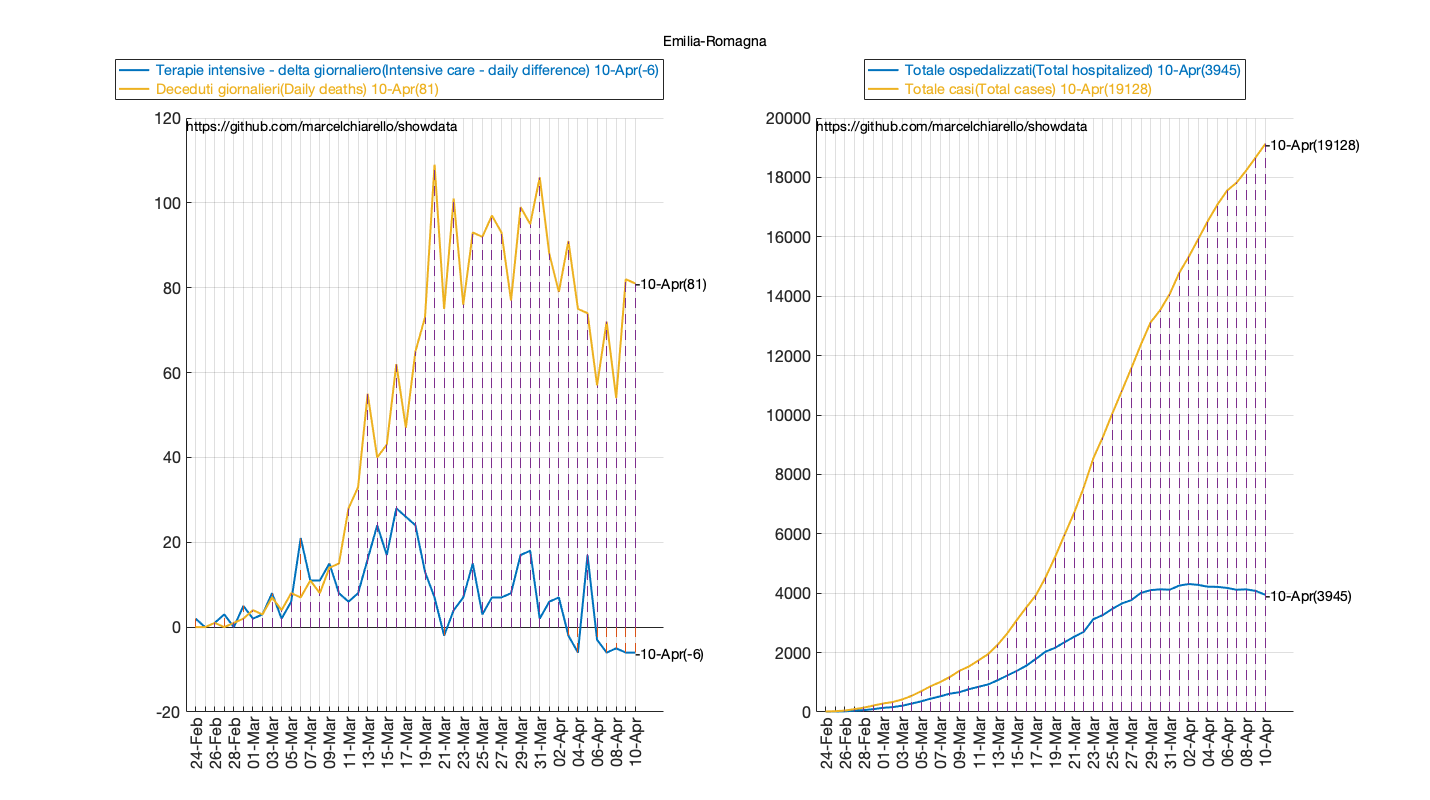 Emilia-Romagna
Terapie intensive - delta giornaliero(Intensive care - daily difference) 10-Apr(-6)
Deceduti giornalieri(Daily deaths) 10-Apr(81)
https://github.com/marcelchiarello/showdata
120
100
80
60
40
20
0
-20
10-Apr(81)
10-Apr(-6)
24-Feb
26-Feb
28-Feb
01-Mar
03-Mar
05-Mar
07-Mar
09-Mar
11-Mar
13-Mar
15-Mar
17-Mar
19-Mar
21-Mar
23-Mar
25-Mar
27-Mar
29-Mar
31-Mar
02-Apr
04-Apr
06-Apr
08-Apr
10-Apr
Totale ospedalizzati(Total hospitalized) 10-Apr(3945)
Totale casi(Total cases) 10-Apr(19128)
https://github.com/marcelchiarello/showdata
20000
18000
16000
14000
12000
10000
8000
6000
4000
2000
0
10-Apr(19128)
10-Apr(3945)
24-Feb
26-Feb
28-Feb
01-Mar
03-Mar
05-Mar
07-Mar
09-Mar
11-Mar
13-Mar
15-Mar
17-Mar
19-Mar
21-Mar
23-Mar
25-Mar
27-Mar
29-Mar
31-Mar
02-Apr
04-Apr
06-Apr
08-Apr
10-Apr